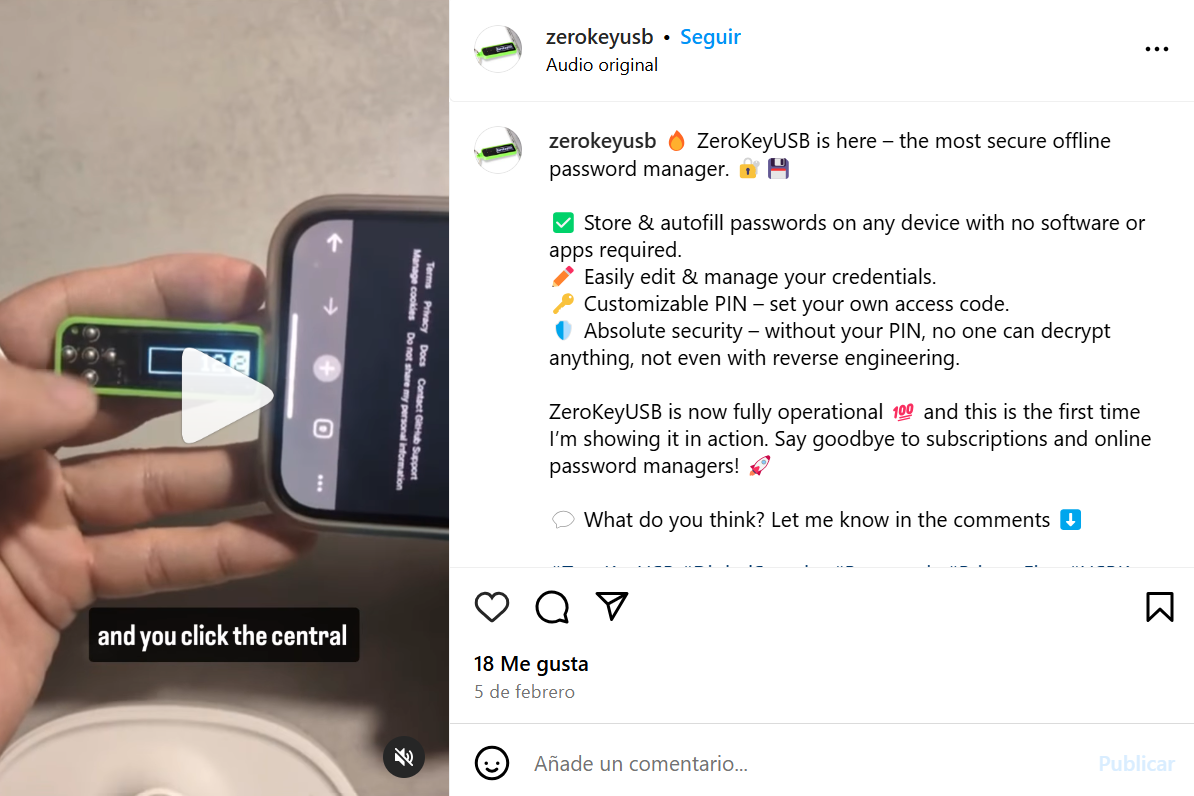 zerokeyusb • Seguir
Audio original
zerokeyusb 🔥 ZeroKeyUSB is here – the most secure offline
password manager. 🔐 💾
✅ Store & autofill passwords on any device with no software or
apps required.
✏️ Easily edit & manage your credentials.
🔑 Customizable PIN – set your own access code.
🛡️ Absolute security – without your PIN, no one can decrypt
anything, not even with reverse engineering.
ZeroKeyUSB is now fully operational 💯 and this is the first time
I’m showing it in action. Say goodbye to subscriptions and online
password managers! 🚀
💬 What do you think? Let me know in the comments ⬇️
18 Me gusta
5 de febrero
Añade un comentario...
Publicar
Terms Privacy Docs Contact GitHub Support
Manage cookies Do not share my personal information
and you click the central